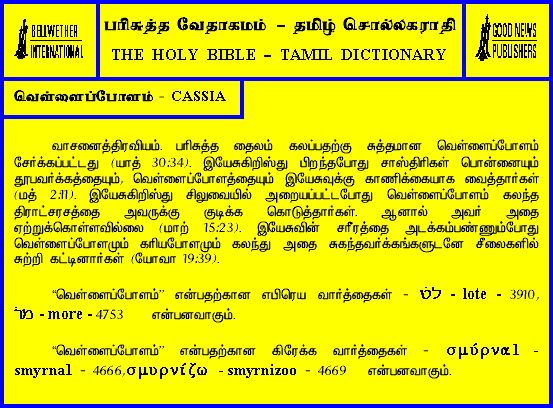 BELLWETHER
INTERNATIONAL
பரிசுத்த வேதாகமம் – தமிழ் சொல்லகராதி
THE HOLY BIBLE – TAMIL DICTIONARY
GOOD NEWS
PUBLISHERS
வெள்ளைப்போளம் - CASSIA
வாசனைத்திரவியம். பரிசுத்த தைலம் கலப்பதற்கு சுத்தமான வெள்ளைப்போளம்
சேர்க்கப்பட்டது (யாத் 30:34). இயேசுகிறிஸ்து பிறந்தபோது சாஸ்திரிகள் பொன்னையும்
தூபவர்க்கத்தையும், வெள்ளைப்போளத்தையும் இயேசுவுக்கு காணிக்கையாக வைத்தார்கள்
(மத் 2:11). இயேசுகிறிஸ்து சிலுவையில் அறையப்பட்டபோது வெள்ளைப்போளம் கலந்த
திராட்சரசத்தை அவருக்கு குடிக்க கொடுத்தார்கள். ஆனால் அவர் அதை
ஏற்றுக்கொள்ளவில்லை (மாற் 15:23). இயேசுவின் சரீரத்தை அடக்கம்பண்ணும்போது
வெள்ளைப்போளமும் கரியபோளமும் கலந்து அதை சுகந்தவர்க்கங்களுடனே சீலைகளில்
சுற்றி கட்டினார்கள் (யோவா 19:39).
“வெள்ளைப்போளம்” என்பதற்கான எபிரெய வார்த்தைகள் - לֹט - lote - 3910,
מֹר - more - 4753 என்பனவாகும்.
“வெள்ளைப்போளம்” என்பதற்கான கிரேக்க வார்த்தைகள் - σμύρναl -
smyrnal - 4666,σμυρνίζω - smyrnizoo - 4669 என்பனவாகும்.